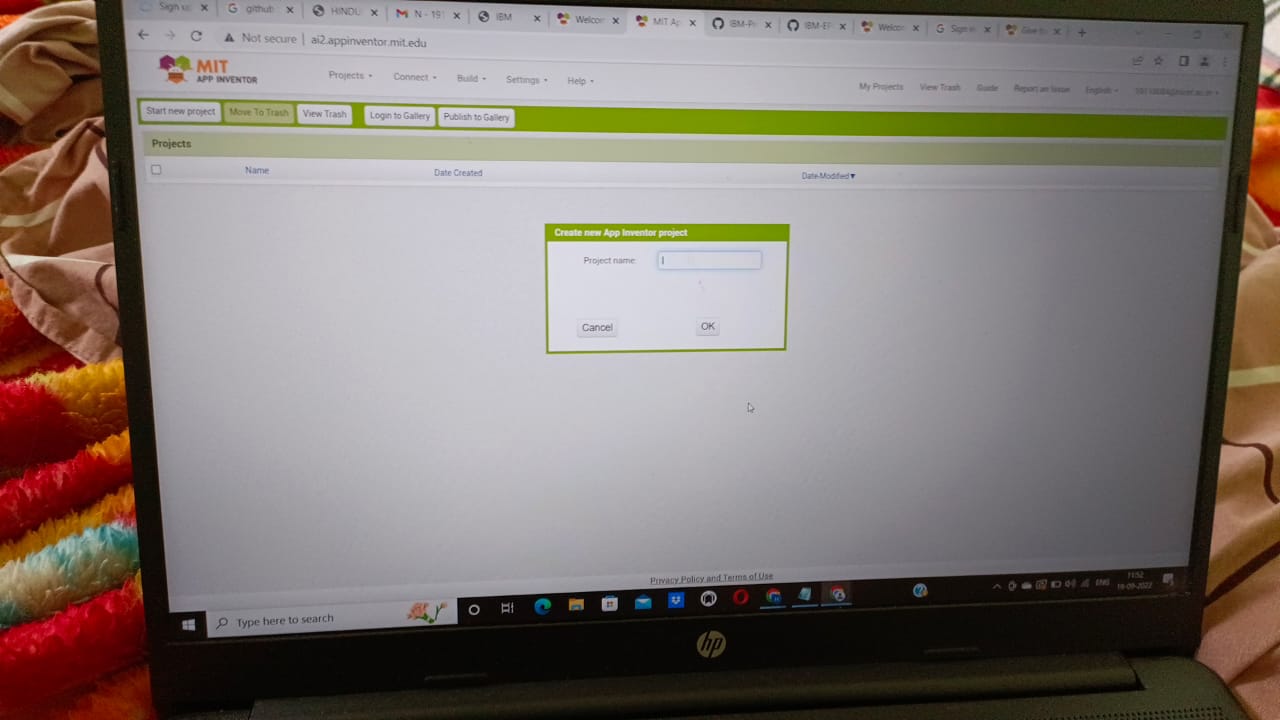 Sign u
github
HINDU
N - 191
IBM
Welcom
MIT Ap
IBM-Pr
IBM-EP
Welcom
Sign in
Give to
Not secure | ai2.appinventor.mit.edu
MIT
APP INVENTOR
Projects
Connect
Build
Settings
Help
My Projects
View Trash
Guide
Report an Issue
English
Start new project
Move To Trash
View Trash
Login to Gallery
Publish to Gallery
Projects
Name
Date Created
Date Modified▼
Create new App Inventor project
Project name:
Cancel
OK
Privacy Policy and Terms of Use
Type here to search
ENG
11:52
16-09-2022
hp